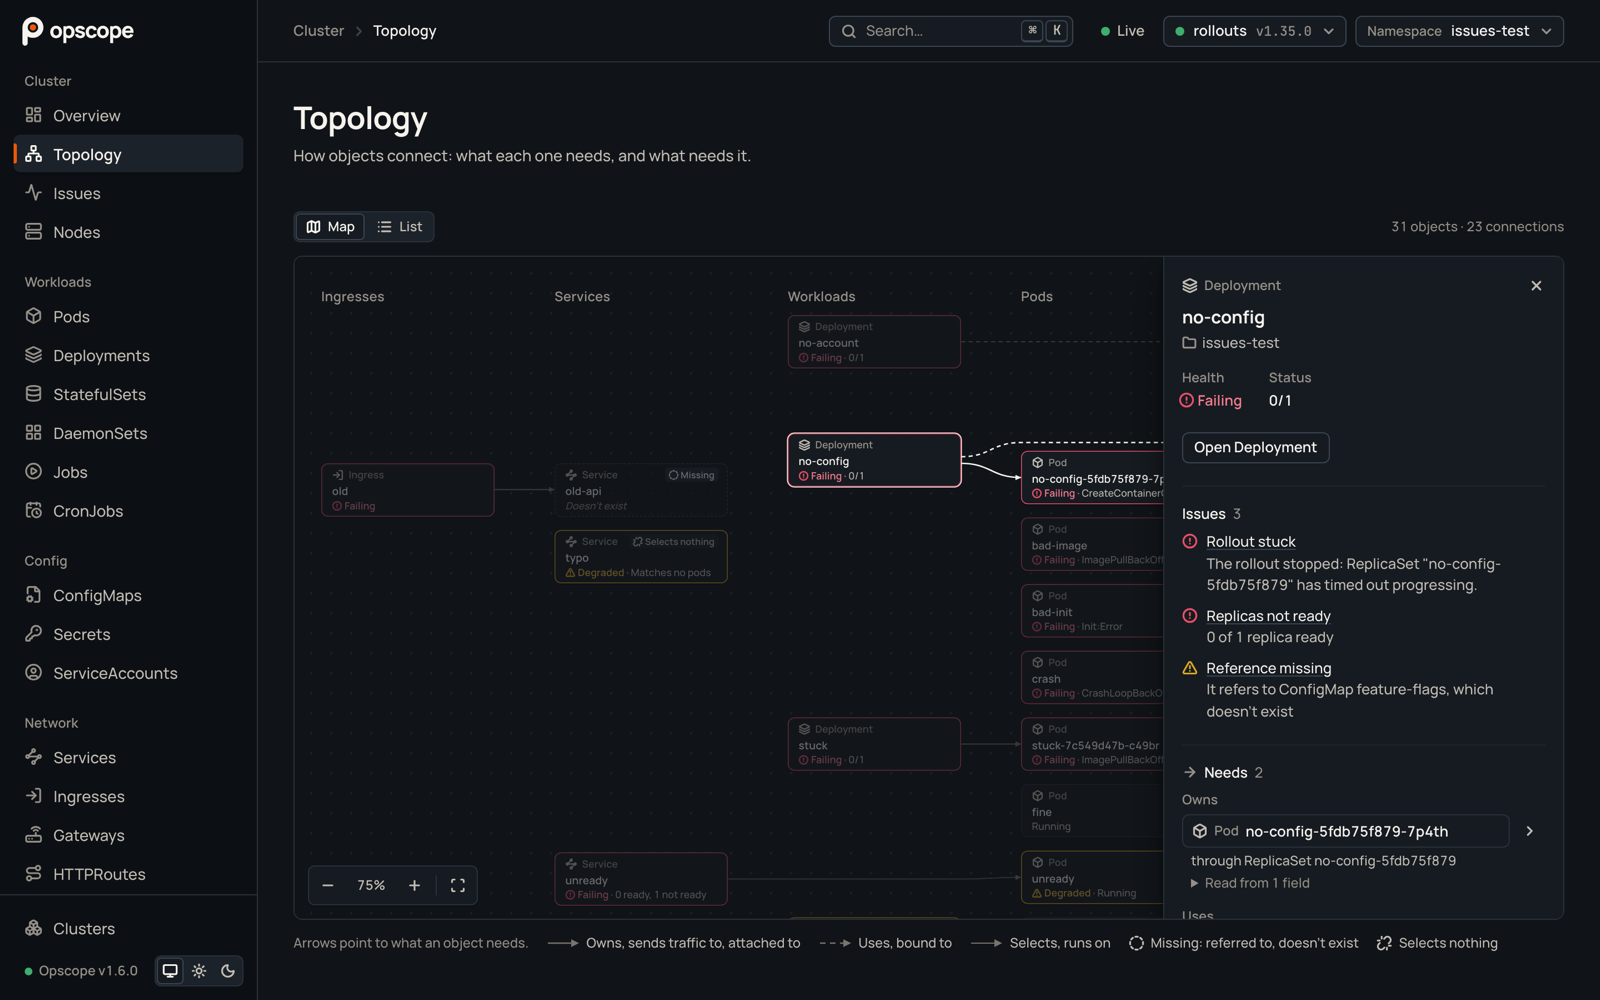 opscope
Cluster
Overview
Topology
Issues
Nodes
Workloads
Pods
Deployments
StatefulSets
DaemonSets
Jobs
CronJobs
Config
ConfigMaps
Secrets
ServiceAccounts
Network
Services
Ingresses
Gateways
HTTPRoutes
Clusters
Opscope v1.6.0
Cluster > Topology
Search... ⌘ K
Live
rollouts v1.35.0
Namespace issues-test
Topology
How objects connect: what each one needs, and what needs it.
Map List
31 objects · 23 connections
Ingresses Services Workloads Pods
Deployment
no-account
Failing · 0/1
Deployment
no-config
Failing · 0/1
Ingress
old
Failing
Service Missing
old-api
Doesn't exist
Service Selects nothing
typo
Degraded · Matches no pods
Pod
no-config-5fdb75f879-7p
Failing · CreateContainer
Pod
bad-image
Failing · ImagePullBackOff
Pod
bad-init
Failing · Init:Error
Pod
crash
Failing · CrashLoopBackO
Deployment
stuck
Failing · 0/1
Pod
stuck-7c549d47b-c49br
Failing · ImagePullBackOff
Pod
fine
Running
Service
unready
Failing · 0 ready, 1 not ready
Pod
unready
Degraded · Running
75%
Deployment
no-config
issues-test
Health Status
Failing 0/1
Open Deployment
Issues 3
Rollout stuck
The rollout stopped: ReplicaSet "no-config-
5fdb75f879" has timed out progressing.
Replicas not ready
0 of 1 replica ready
Reference missing
It refers to ConfigMap feature-flags, which
doesn't exist
Needs 2
Owns
Pod no-config-5fdb75f879-7p4th
through ReplicaSet no-config-5fdb75f879
Read from 1 field
Uses
Arrows point to what an object needs. Owns, sends traffic to, attached to Uses, bound to Selects, runs on Missing: referred to, doesn't exist Selects nothing